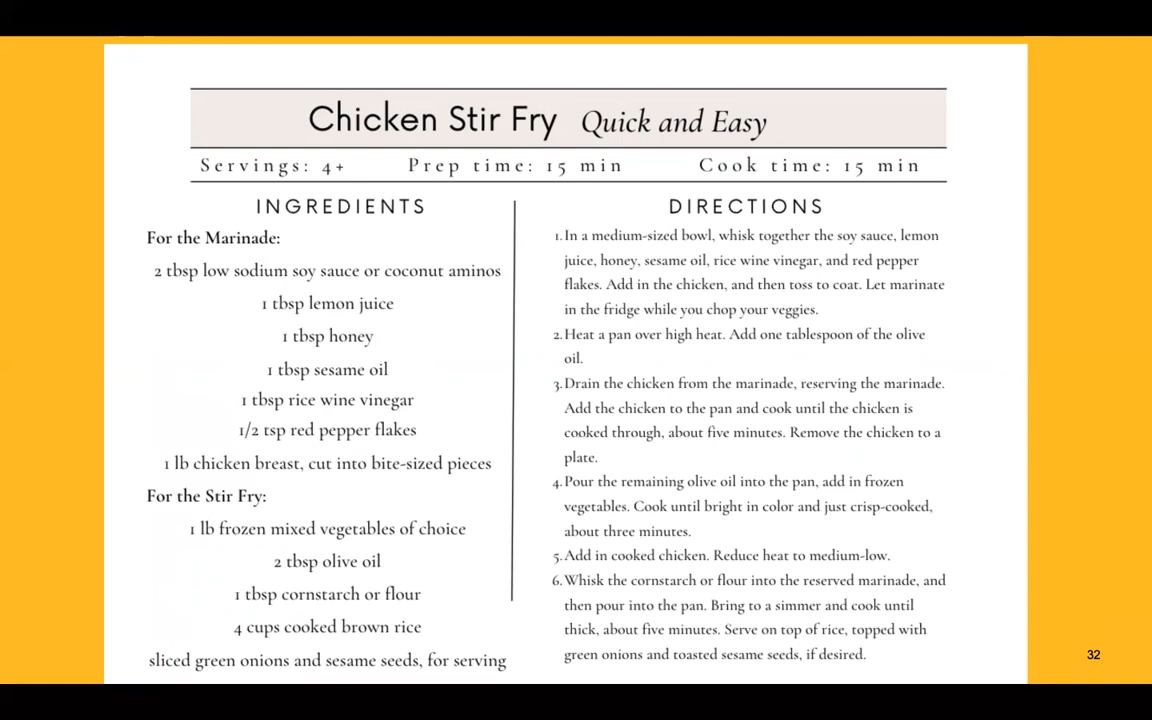 Chicken Stir Fry Quick and Easy
Servings: 4+ Prep time: 15 min Cook time: 15 min
INGREDIENTS
For the Marinade:
2 tbsp low sodium soy sauce or coconut aminos
1 tbsp lemon juice
1 tbsp honey
1 tbsp sesame oil
1 tbsp rice wine vinegar
1/2 tsp red pepper flakes
1 lb chicken breast, cut into bite-sized pieces
For the Stir Fry:
1 lb frozen mixed vegetables of choice
2 tbsp olive oil
1 tbsp cornstarch or flour
4 cups cooked brown rice
sliced green onions and sesame seeds, for serving
DIRECTIONS
1. In a medium-sized bowl, whisk together the soy sauce, lemon
juice, honey, sesame oil, rice wine vinegar, and red pepper
flakes. Add in the chicken, and then toss to coat. Let marinate
in the fridge while you chop your veggies.
2. Heat a pan over high heat. Add one tablespoon of the olive
oil.
3. Drain the chicken from the marinade, reserving the marinade.
Add the chicken to the pan and cook until the chicken is
cooked through, about five minutes. Remove the chicken to a
plate.
4. Pour the remaining olive oil into the pan, add in frozen
vegetables. Cook until bright in color and just crisp-cooked,
about three minutes.
5. Add in cooked chicken. Reduce heat to medium-low.
6. Whisk the cornstarch or flour into the reserved marinade, and
then pour into the pan. Bring to a simmer and cook until
thick, about five minutes. Serve on top of rice, topped with
green onions and toasted sesame seeds, if desired.
32